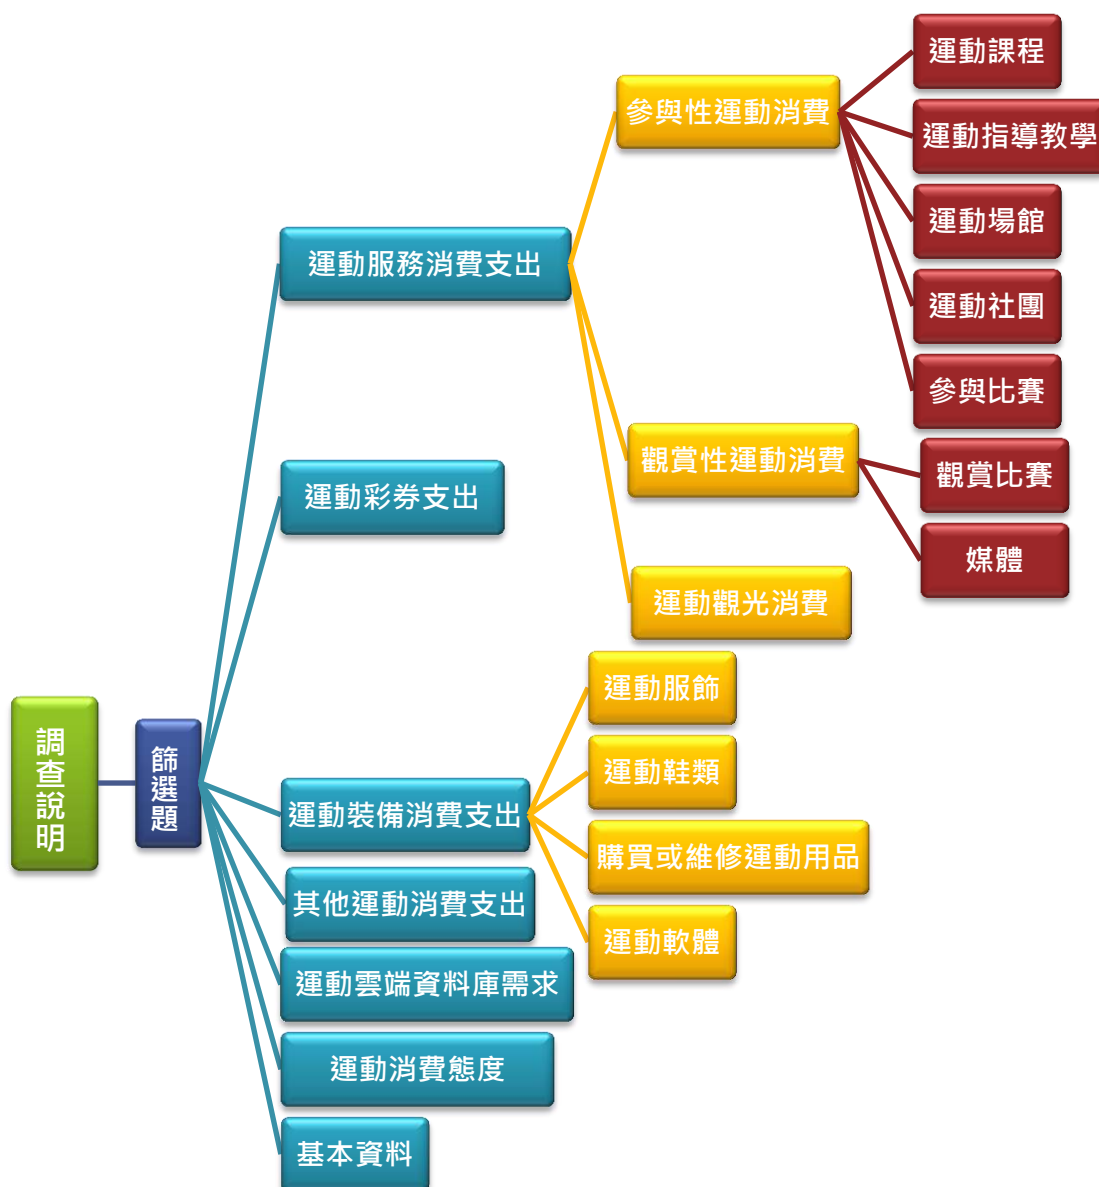 調查說明
篩選題
運動服務消費支出
參與性運動消費
運動課程
運動指導教學
運動場館
運動社團
參與比賽
觀賞性運動消費
觀賞比賽
媒體
運動觀光消費
運動彩券支出
運動裝備消費支出
運動服飾
運動鞋類
購買或維修運動用品
運動軟體
其他運動消費支出
運動雲端資料庫需求
運動消費態度
基本資料